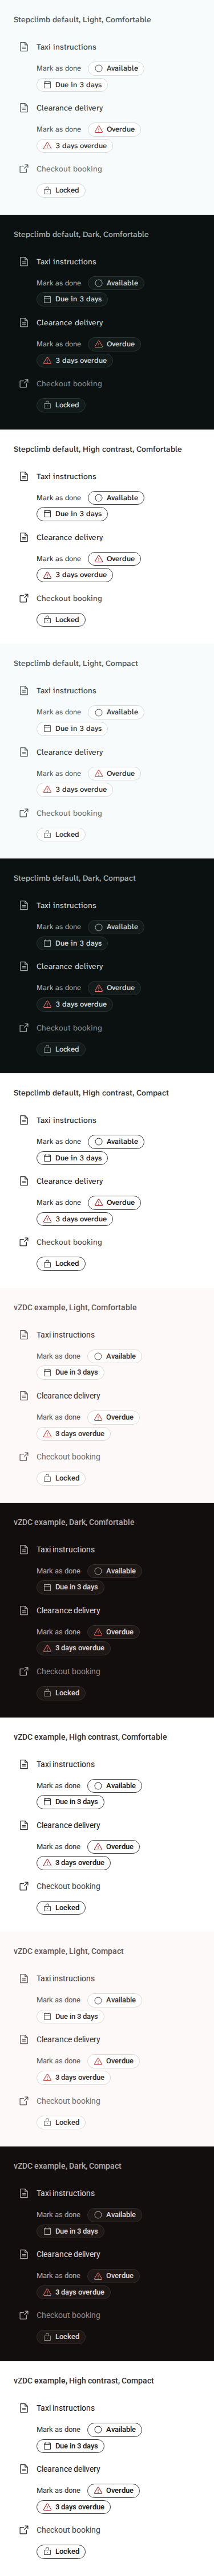 Stepclimb default, Light, Comfortable
Taxi instructions
Mark as done Available
Due in 3 days
Clearance delivery
Mark as done Overdue
3 days overdue
Checkout booking
Locked
Stepclimb default, Dark, Comfortable
Taxi instructions
Mark as done Available
Due in 3 days
Clearance delivery
Mark as done Overdue
3 days overdue
Checkout booking
Locked
Stepclimb default, High contrast, Comfortable
Taxi instructions
Mark as done Available
Due in 3 days
Clearance delivery
Mark as done Overdue
3 days overdue
Checkout booking
Locked
Stepclimb default, Light, Compact
Taxi instructions
Mark as done Available
Due in 3 days
Clearance delivery
Mark as done Overdue
3 days overdue
Checkout booking
Locked
Stepclimb default, Dark, Compact
Taxi instructions
Mark as done Available
Due in 3 days
Clearance delivery
Mark as done Overdue
3 days overdue
Checkout booking
Locked
Stepclimb default, High contrast, Compact
Taxi instructions
Mark as done Available
Due in 3 days
Clearance delivery
Mark as done Overdue
3 days overdue
Checkout booking
Locked
vZDC example, Light, Comfortable
Taxi instructions
Mark as done Available
Due in 3 days
Clearance delivery
Mark as done Overdue
3 days overdue
Checkout booking
Locked
vZDC example, Dark, Comfortable
Taxi instructions
Mark as done Available
Due in 3 days
Clearance delivery
Mark as done Overdue
3 days overdue
Checkout booking
Locked
vZDC example, High contrast, Comfortable
Taxi instructions
Mark as done Available
Due in 3 days
Clearance delivery
Mark as done Overdue
3 days overdue
Checkout booking
Locked
vZDC example, Light, Compact
Taxi instructions
Mark as done Available
Due in 3 days
Clearance delivery
Mark as done Overdue
3 days overdue
Checkout booking
Locked
vZDC example, Dark, Compact
Taxi instructions
Mark as done Available
Due in 3 days
Clearance delivery
Mark as done Overdue
3 days overdue
Checkout booking
Locked
vZDC example, High contrast, Compact
Taxi instructions
Mark as done Available
Due in 3 days
Clearance delivery
Mark as done Overdue
3 days overdue
Checkout booking
Locked